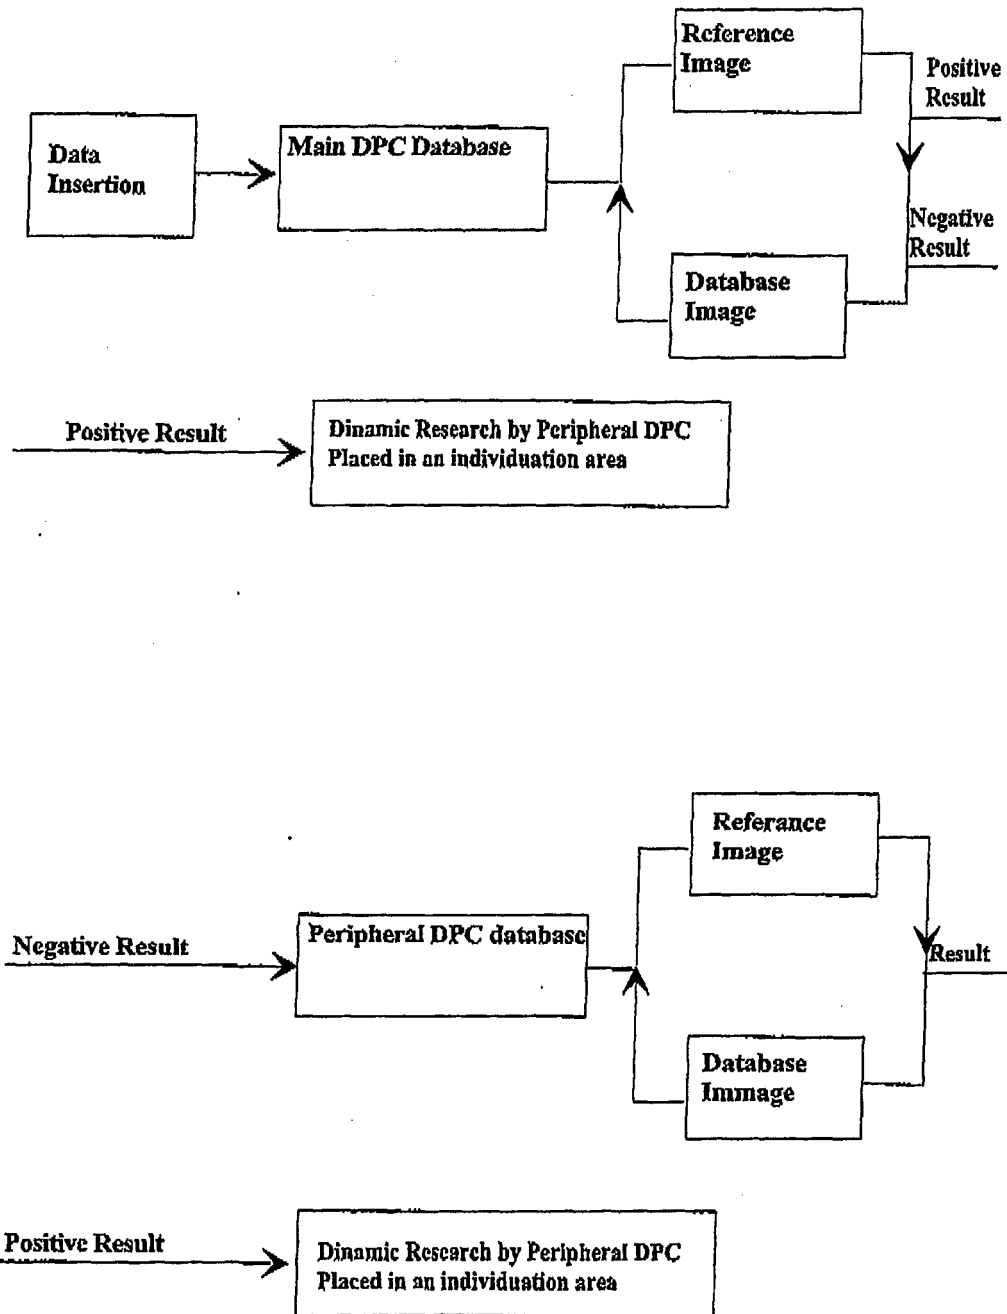 Reference
Image
Positive
Result
Data
Insertion
Main DPC Database
Negative
Result
Database
Image
Positive Result
Dinamic Research by Peripheral DPC
Placed in an individuation area
Referance
Image
Negative Result
Peripheral DPC database
Result
Database
Immage
Positive Result
Dinamic Research by Peripheral DPC
Placed in an individuation area